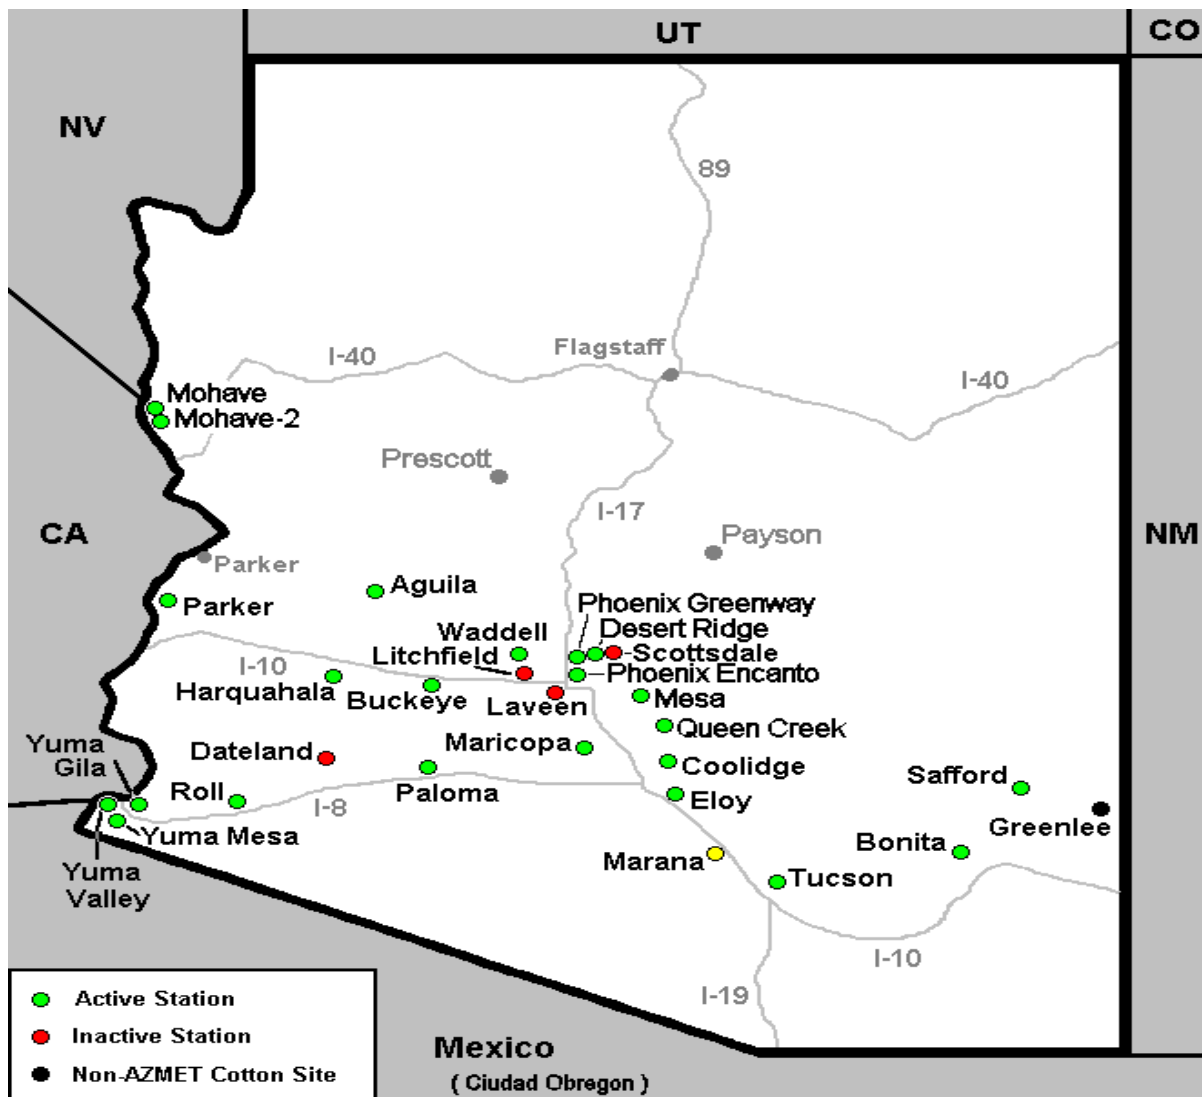 UT
CO
NV
89
I-40
Flagstaff
I-40
Mohave
Mohave-2
Prescott
I-17
CA
Payson
NM
Parker
Aguila
Parker
Phoenix Greenway
Desert Ridge
Waddell
Scottsdale
Litchfield
I-10
Phoenix Encanto
Harquahala
Buckeye
Laveen
Mesa
Queen Creek
Yuma
Gila
Dateland
Maricopa
Coolidge
Safford
Roll
I-8
Paloma
Eloy
Greenlee
Yuma Mesa
Bonita
Marana
Yuma
Valley
Tucson
I-10
I-19
Active Station
Inactive Station
Non-AZMET Cotton Site
Mexico
( Ciudad Obregon )